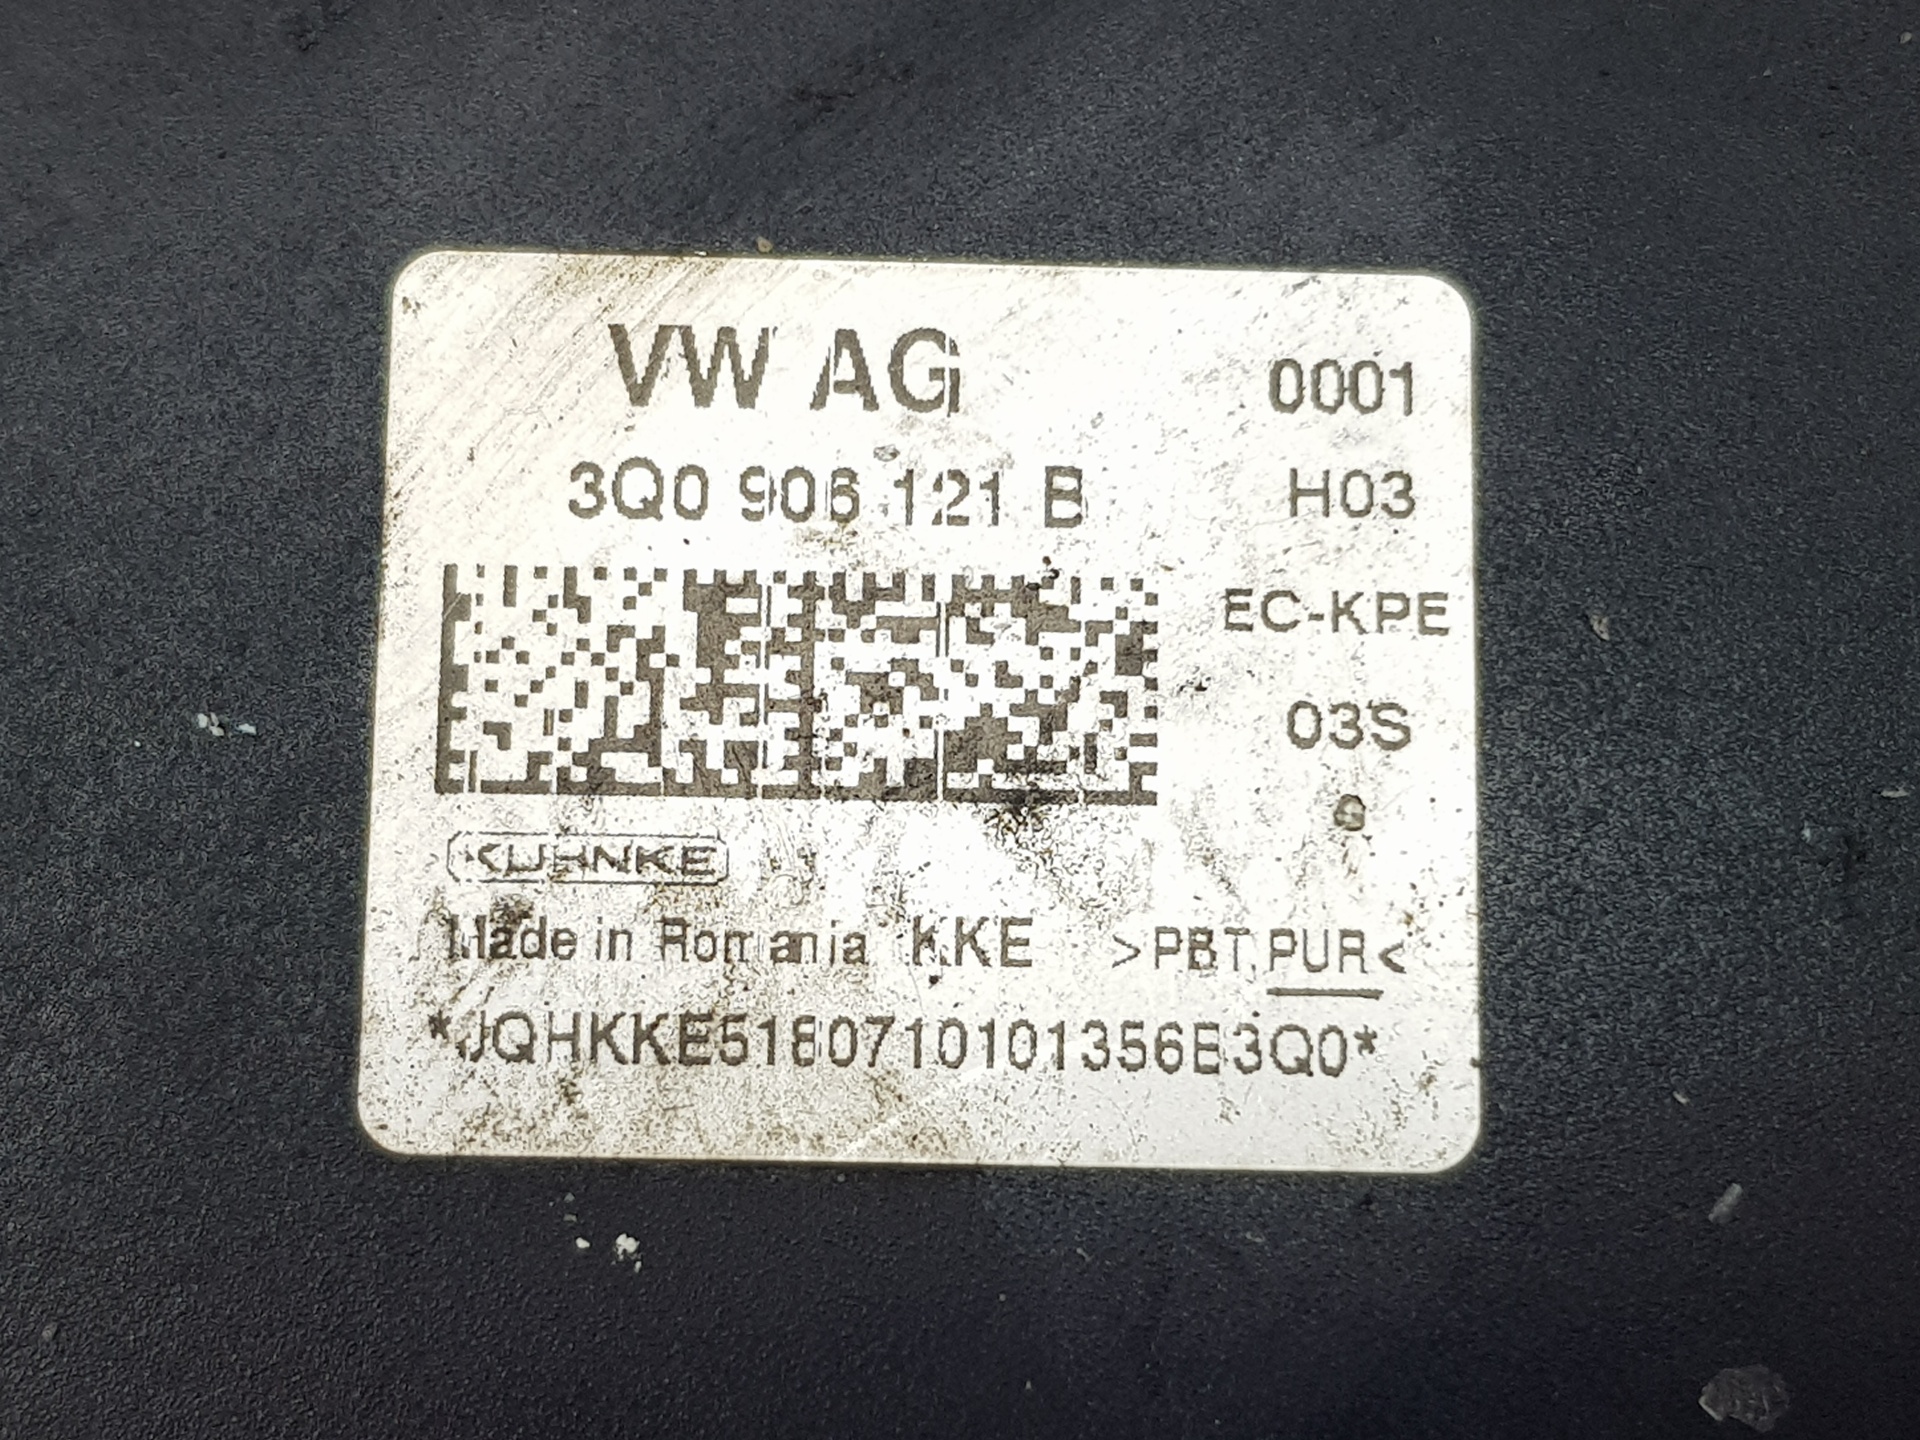 VW AG 0001
3Q0 906 121 B H03
EC-KPE
03S
KUHNKE
Made in Romania KKE >PBT,PUR<
*JQHKKE5180710101356B3Q0*